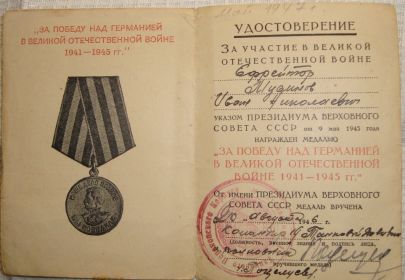 „ЗА ПОБЕДУ НАД ГЕРМАНИЕЙ
В ВЕЛИКОЙ ОТЕЧЕСТВЕННОЙ ВОЙНЕ
1941—1945 гг.“
УДОСТОВЕРЕНИЕ
ЗА УЧАСТИЕ В ВЕЛИКОЙ
ОТЕЧЕСТВЕННОЙ ВОЙНЕ
Ефрейтор
Иван Николаевич
УКАЗОМ ПРЕЗИДИУМА ВЕРХОВНОГО
СОВЕТА СССР от 9 мая 1945 года
НАГРАЖДЕН МЕДАЛЬЮ
„ЗА ПОБЕДУ НАД ГЕРМАНИЕЙ
В ВЕЛИКОЙ ОТЕЧЕСТВЕННОЙ
ВОЙНЕ 1941—1945 гг.“
ОТ ИМЕНИ ПРЕЗИДИУМА ВЕРХОВНОГО
СОВЕТА СССР МЕДАЛЬ ВРУЧЕНА
августа
(должность, воинское звание и подпись лица,
вручившего медаль)